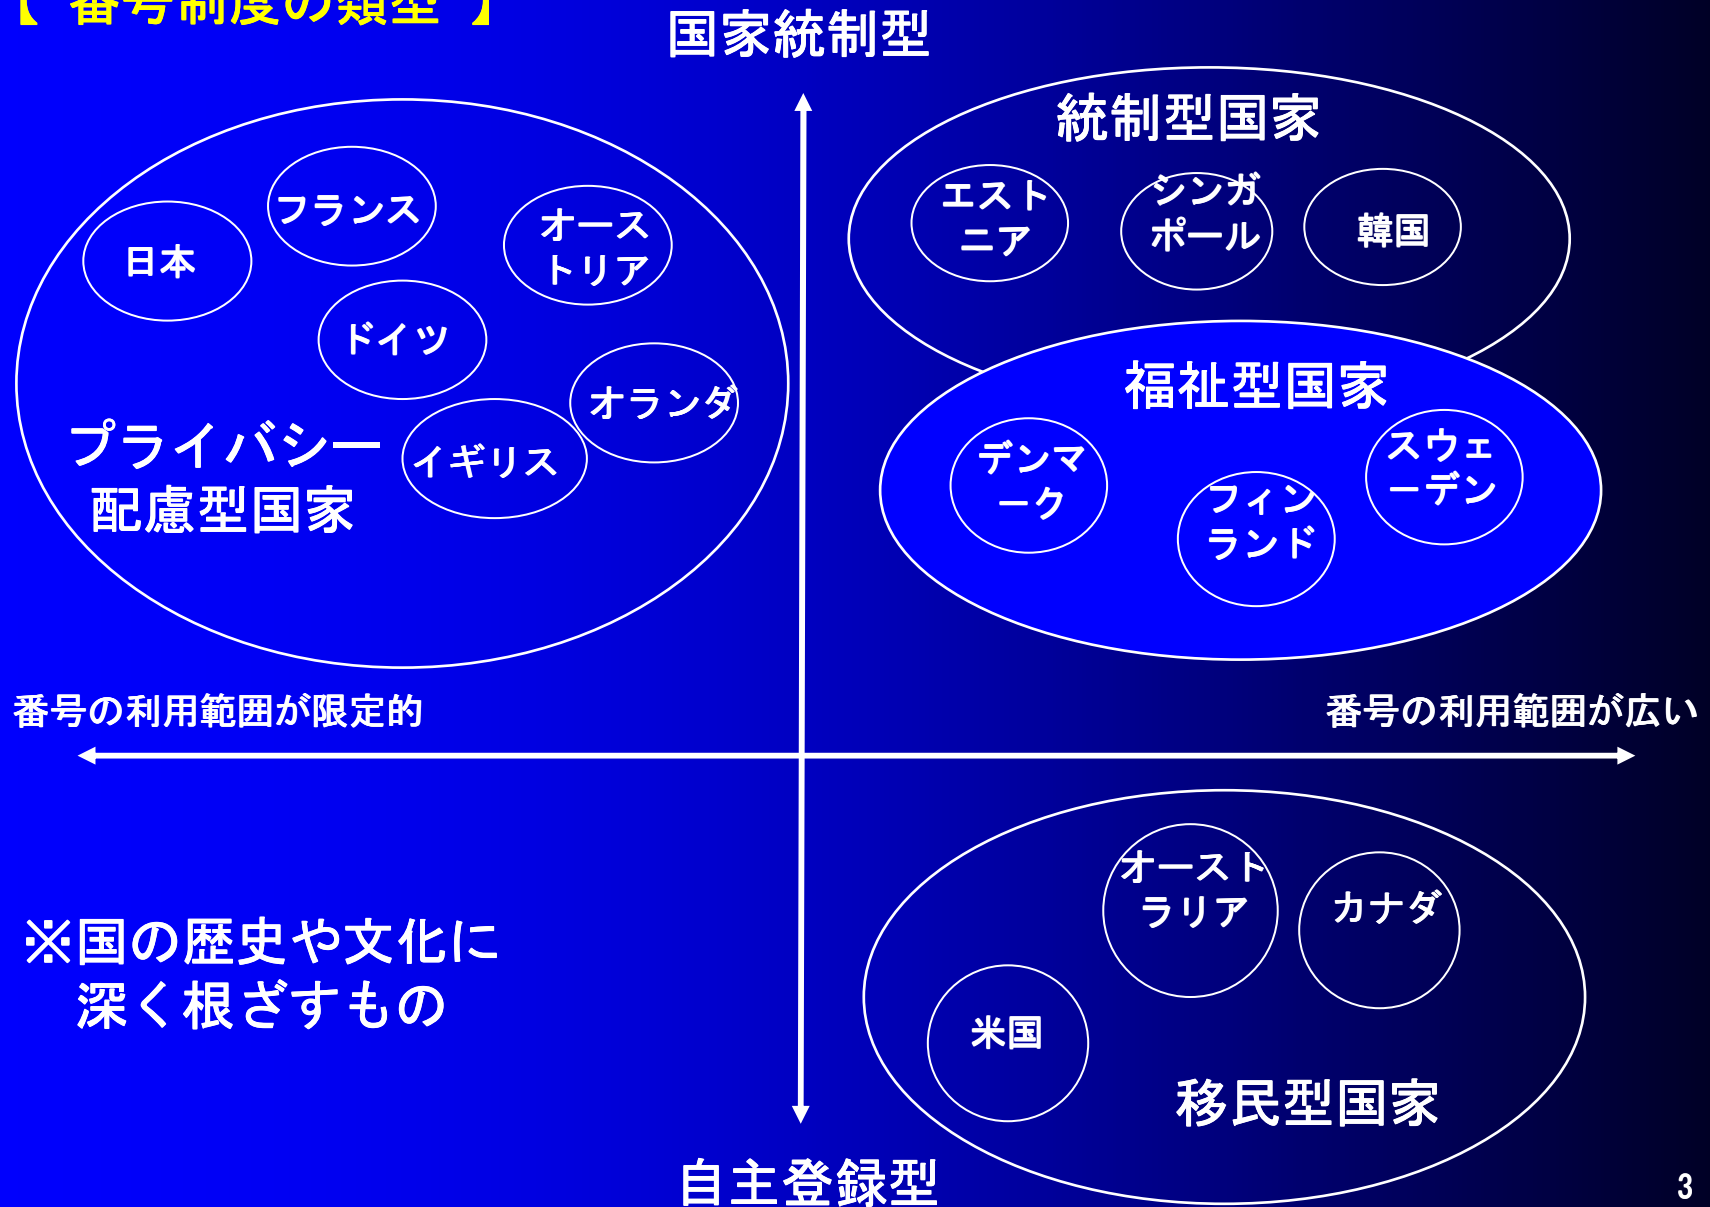 【 番号制度の類型 】
国家統制型
統制型国家
エスト
ニア
シンガ
ポール
韓国
フランス
日本
オース
トリア
ドイツ
オランダ
イギリス
プライバシー
配慮型国家
福祉型国家
デンマ
ーク
フィン
ランド
スウェ
ーデン
番号の利用範囲が限定的
番号の利用範囲が広い
オースト
ラリア
カナダ
米国
移民型国家
※国の歴史や文化に
深く根ざすもの
自主登録型
3